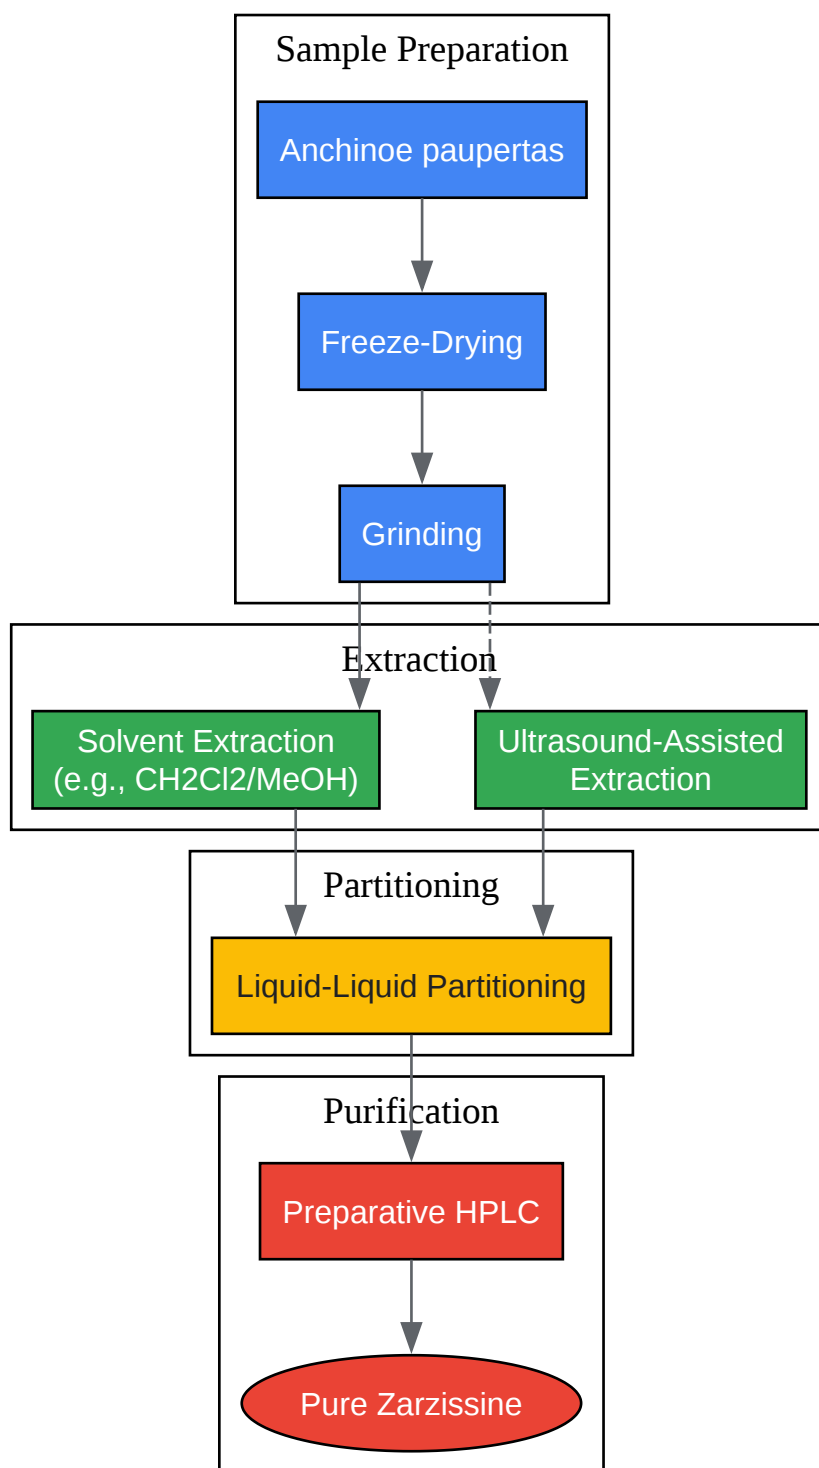 Sample Preparation
Anchinoe paupertas
Freeze-Drying
Grinding
Extraction
Solvent Extraction
(e.g., CH2Cl2/MeOH)
Ultrasound-Assisted
Extraction
Partitioning
Liquid-Liquid Partitioning
Purification
Preparative HPLC
Pure Zarzissine